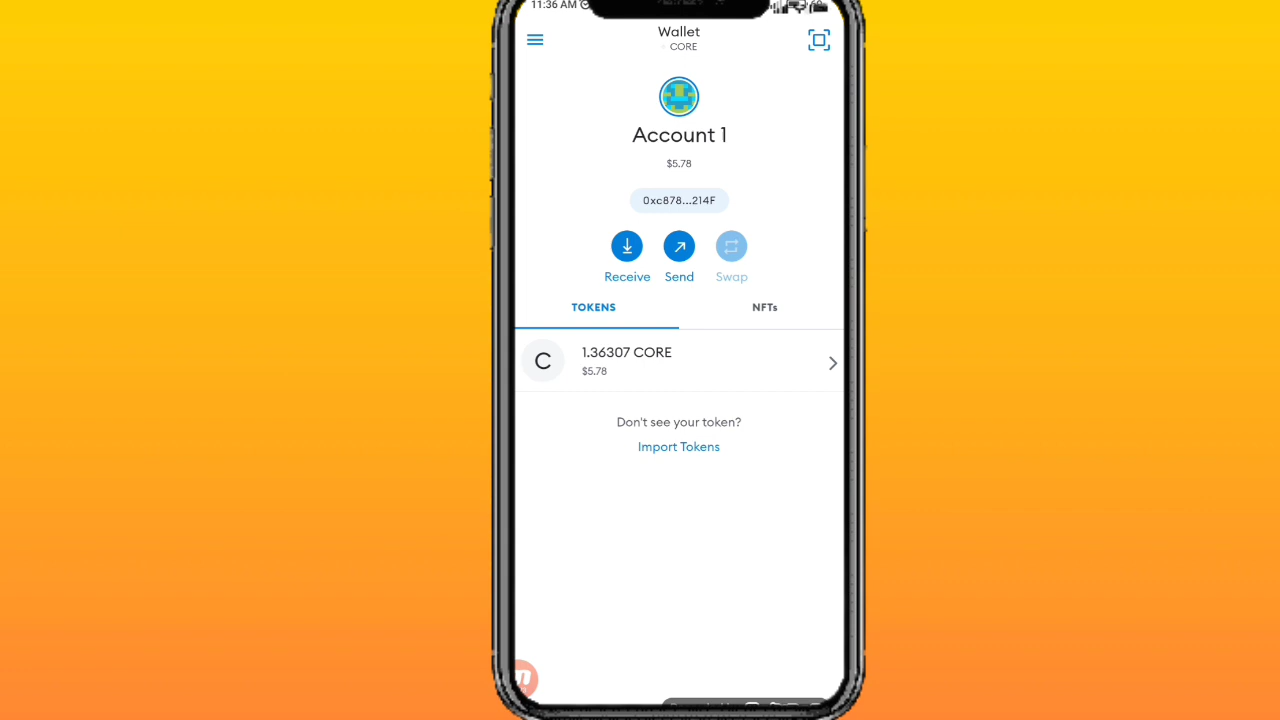 11:36 AM
Wallet
CORE
Account 1
$5.78
0xc878...214F
Receive Send Swap
TOKENS NFTs
C
1.36307 CORE
$5.78
Don't see your token?
Import Tokens